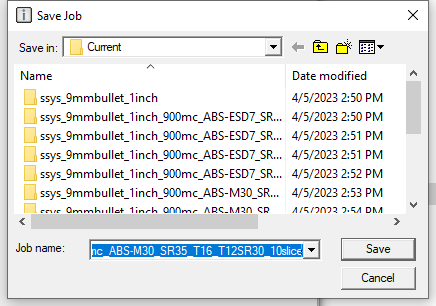 Save Job
Save in: Current
Name Date modified
ssys_9mmbullet_1inch 4/5/2023 2:50 PM
ssys_9mmbullet_1inch_900mc_ABS-ESD7_SR... 4/5/2023 2:50 PM
ssys_9mmbullet_1inch_900mc_ABS-ESD7_SR... 4/5/2023 2:51 PM
ssys_9mmbullet_1inch_900mc_ABS-ESD7_SR... 4/5/2023 2:51 PM
ssys_9mmbullet_1inch_900mc_ABS-ESD7_SR... 4/5/2023 2:52 PM
ssys_9mmbullet_1inch_900mc_ABS-M30_SR... 4/5/2023 2:53 PM
ssys_9mmbullet_1inch_900mc_ABS-M30_SR... 4/5/2023 2:54 PM
Job name: mc_ABS-M30_SR35_T16_T12SR30_10slice Save
Cancel